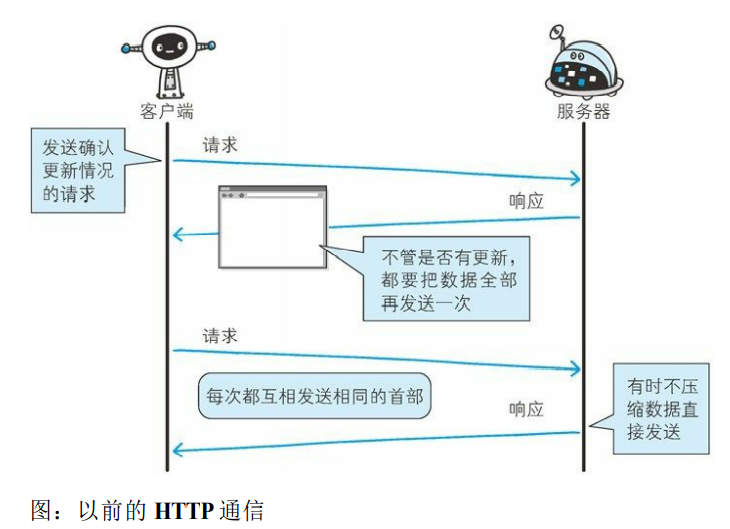 客户端
服务器
发送确认
更新情况
的请求
请求
响应
不管是否有更新，
都要把数据全部
再发送一次
请求
每次都互相发送相同的首部
响应
有时不压
缩数据直
接发送
图：以前的 HTTP 通信